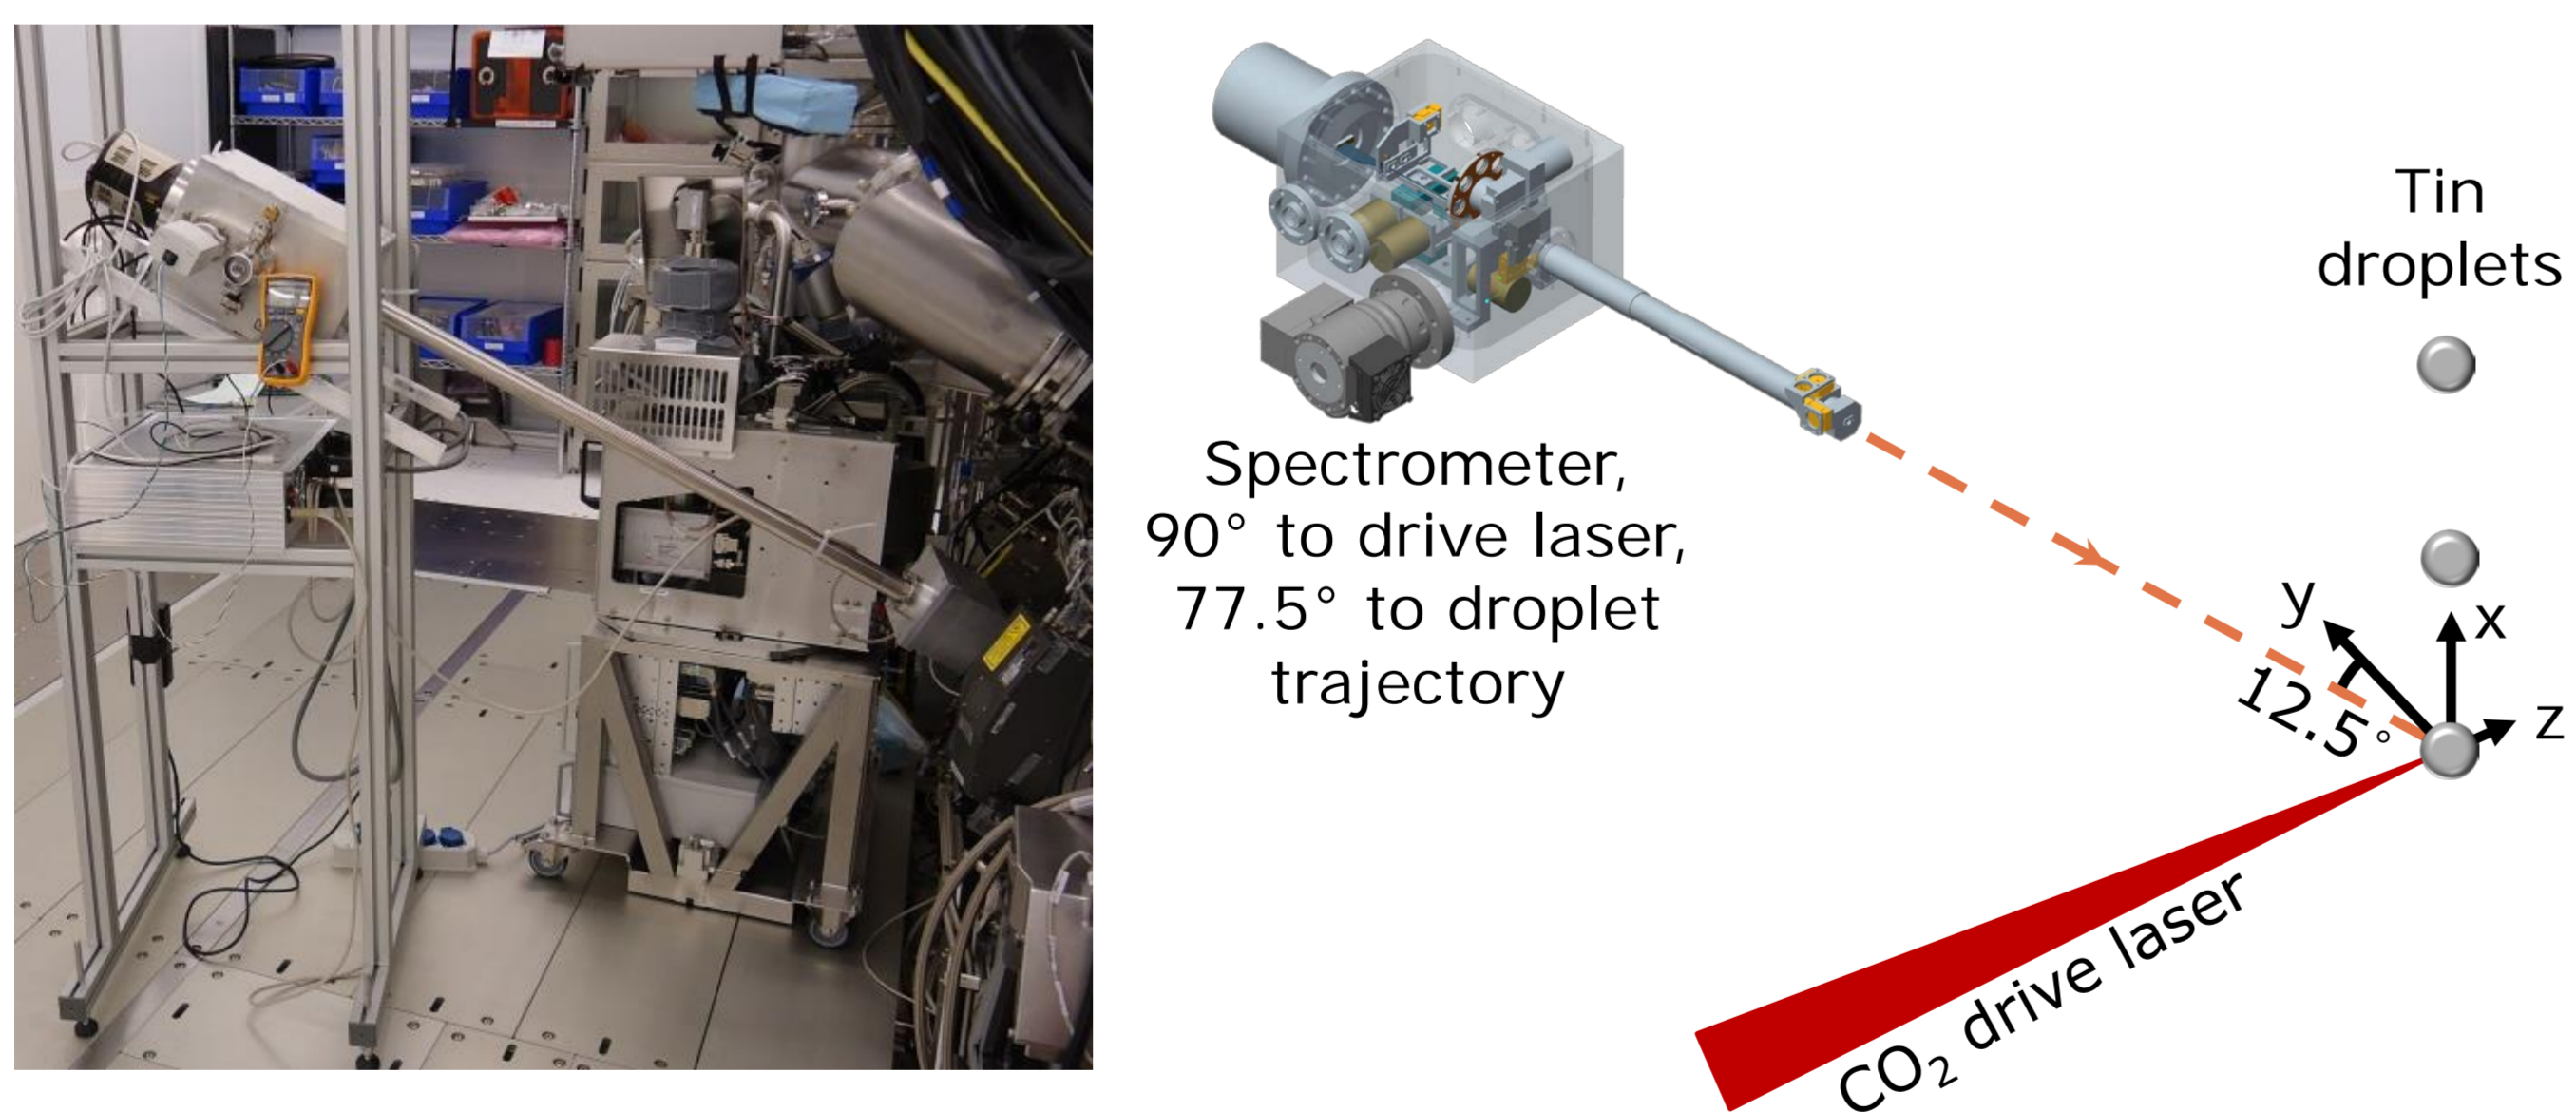 Tin
droplets
Spectrometer,
90° to drive laser,
77.5° to droplet
trajectory
y
x
z
12.5°
CO₂ drive laser